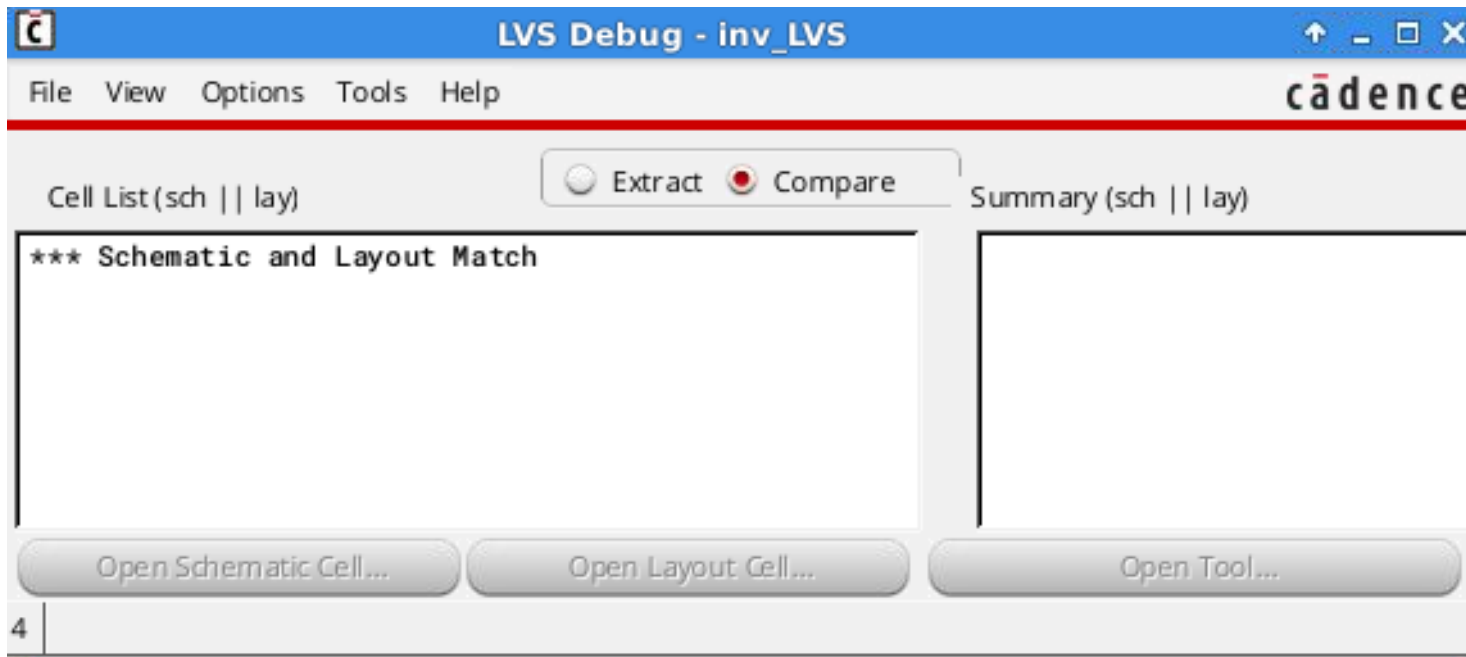 LVS Debug - inv_LVS
File View Options Tools Help
cādence
Extract Compare
Cell List (sch || lay)
Summary (sch || lay)
*** Schematic and Layout Match
Open Schematic Cell... Open Layout Cell... Open Tool...
4